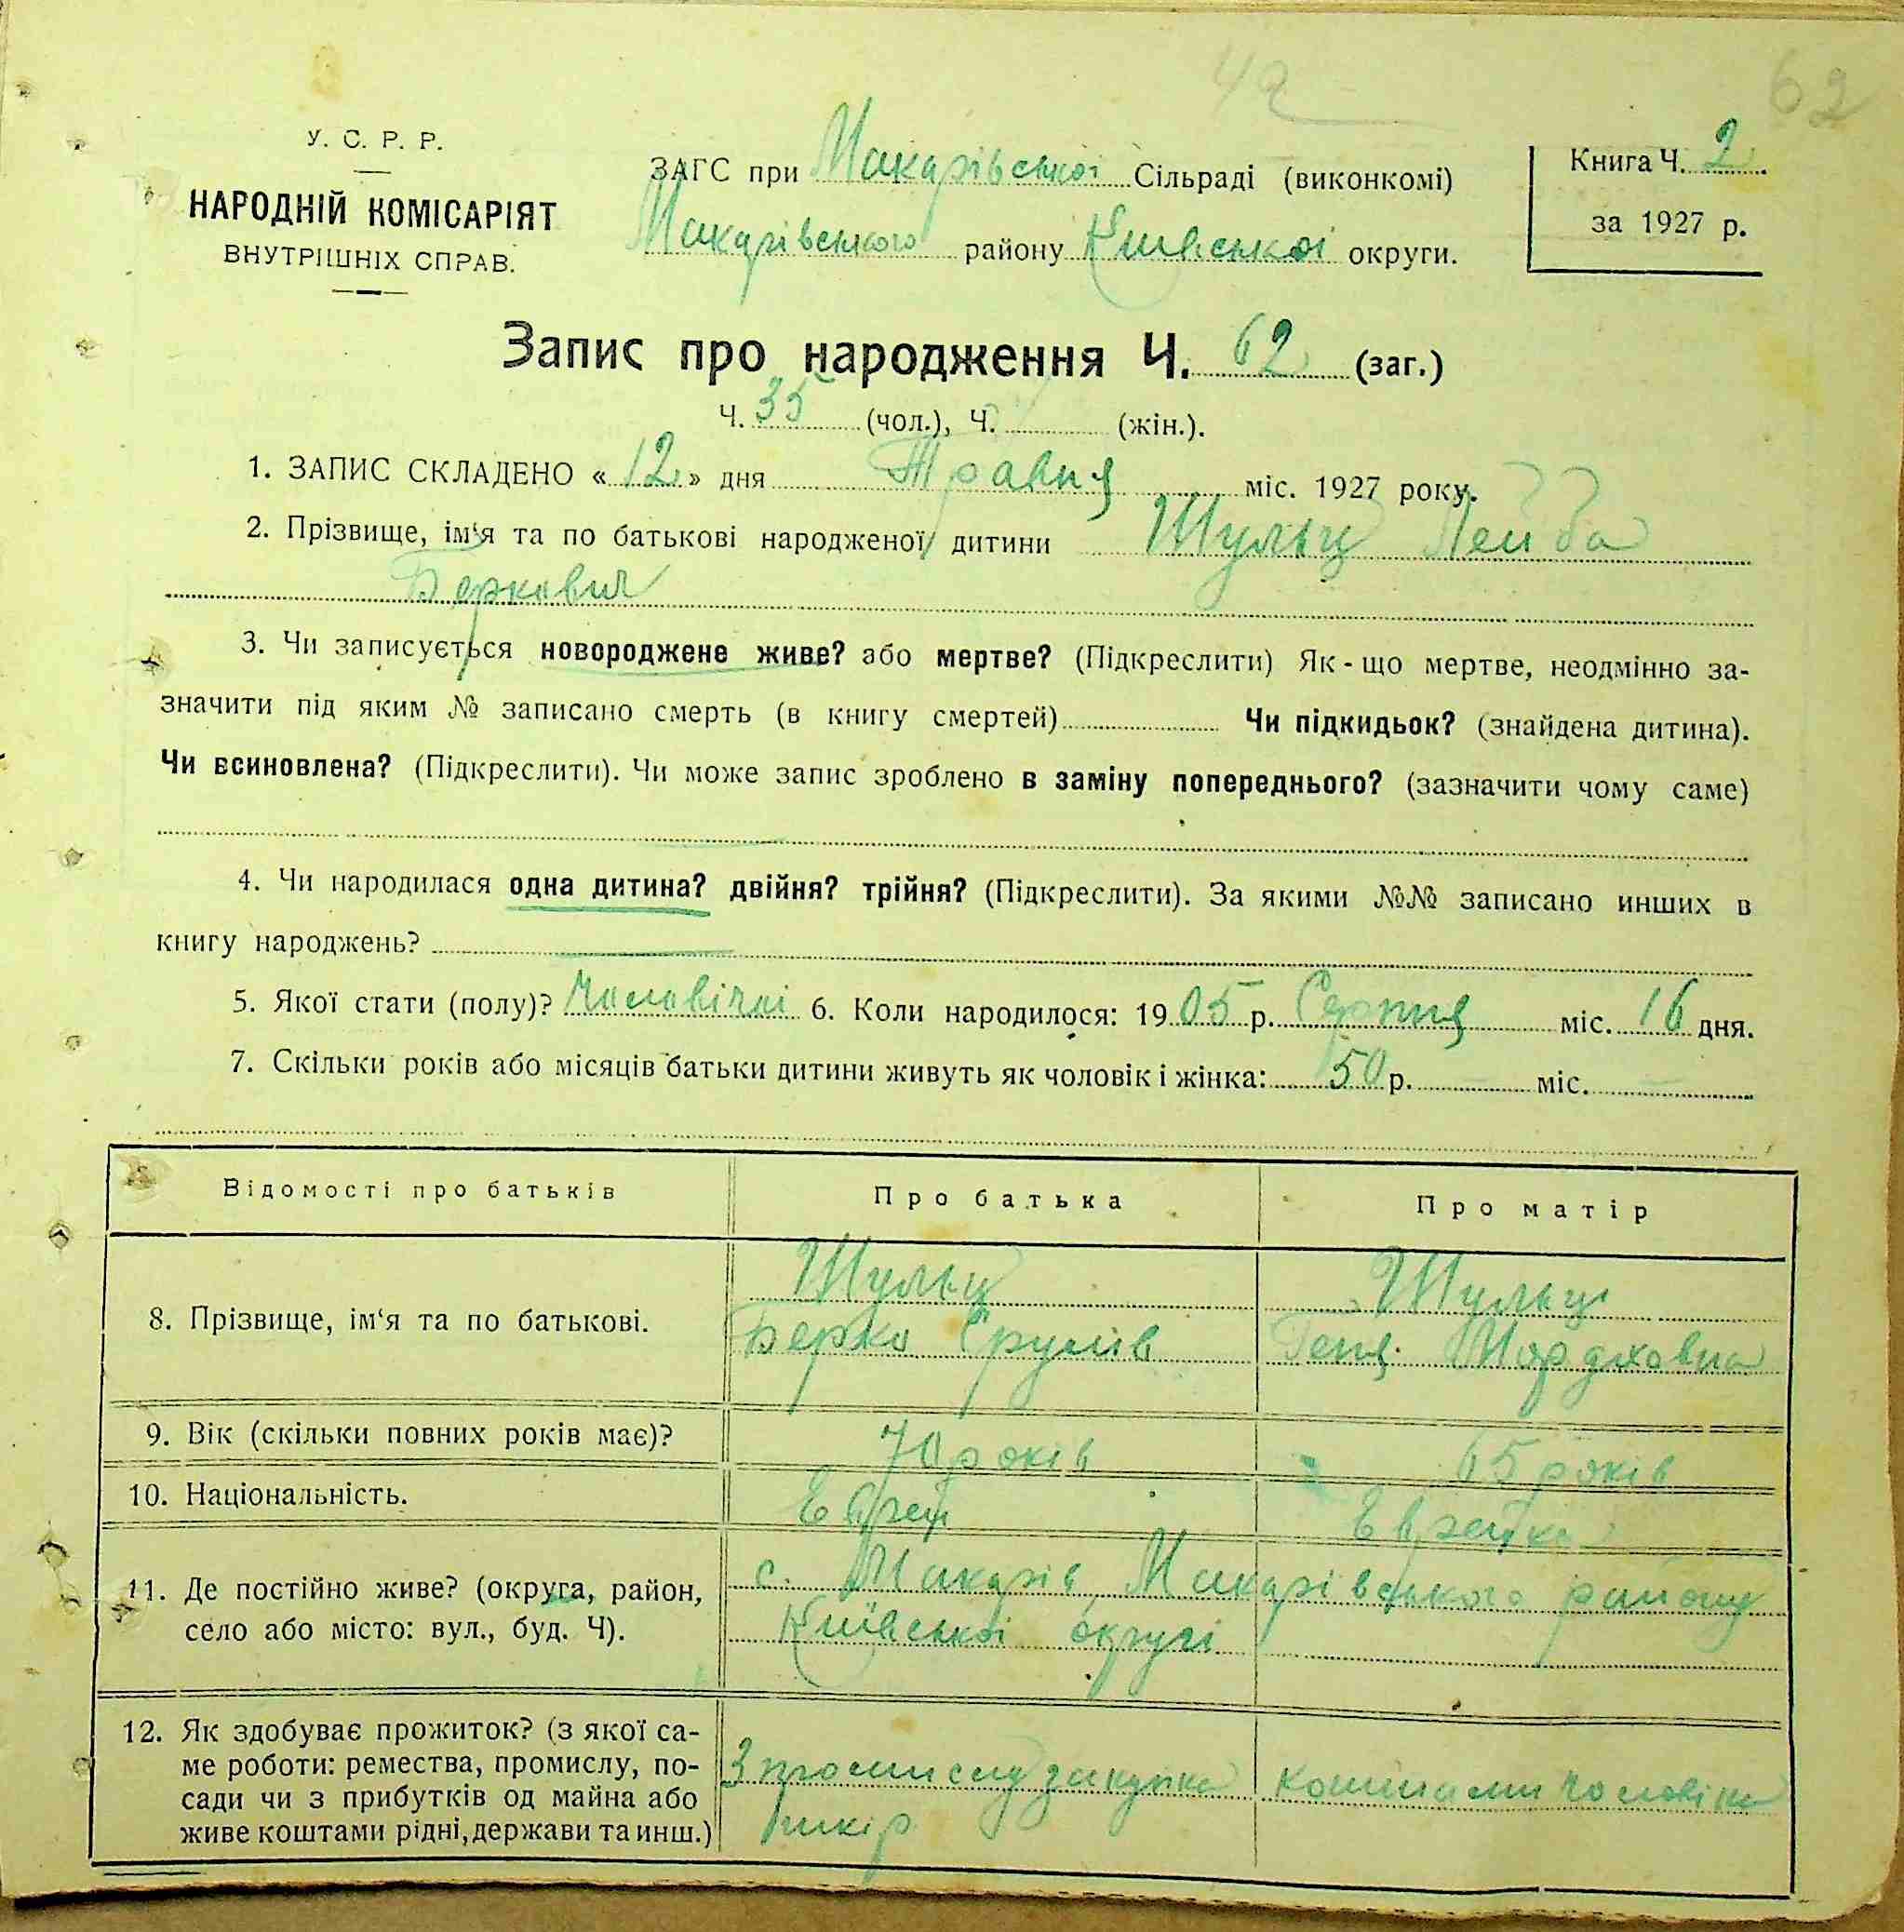 42
62
У. С. Р. Р.
НАРОДНІЙ КОМІСАРІЯТ
ВНУТРІШНІХ СПРАВ.
ЗАГС при Макарівської Сільраді (виконкомі)
Макарівського району Київської округи.
Книга Ч. 2
за 1927 р.
Запис про народження Ч. 62 (заг.)
Ч. 35 (чол.), Ч. (жін.).
1. ЗАПИС СКЛАДЕНО «12» дня Травня міс. 1927 року.
2. Прізвище, ім‘я та по батькові народженої дитини Шульц Лейба
Беркович
3. Чи записується новороджене живе? або мертве? (Підкреслити) Як-що мертве, неодмінно за-
значити під яким № записано смерть (в книгу смертей) Чи підкидьок? (знайдена дитина).
Чи всиновлена? (Підкреслити). Чи може запис зроблено в заміну попереднього? (зазначити чому саме)
4. Чи народилася одна дитина? двійня? трійня? (Підкреслити). За якими №№ записано инших в
книгу народжень?
5. Якої стати (полу)? Чоловічої 6. Коли народилося: 1905 р. Серпня міс. 16 дня.
7. Скільки років або місяців батьки дитини живуть як чоловік і жінка: 50 р. міс.
Відомості про батьків
Про батька
Про матір
8. Прізвище, ім‘я та по батькові.
Шульц
Берко Срулів
Шульц
Геня Мордховна
9. Вік (скільки повних років має)?
70 років
65 років
10. Національність.
Еврей
Еврейка
11. Де постійно живе? (округа, район,
село або місто: вул., буд. Ч).
с. Макарів Макарівського району
Київської округи
12. Як здобуває прожиток? (з якої са-
ме роботи: ремества, промислу, по-
сади чи з прибутків од майна або
живе коштами рідні, держави та инш.)
З промислу закупка
шкір
Коштами чоловіка